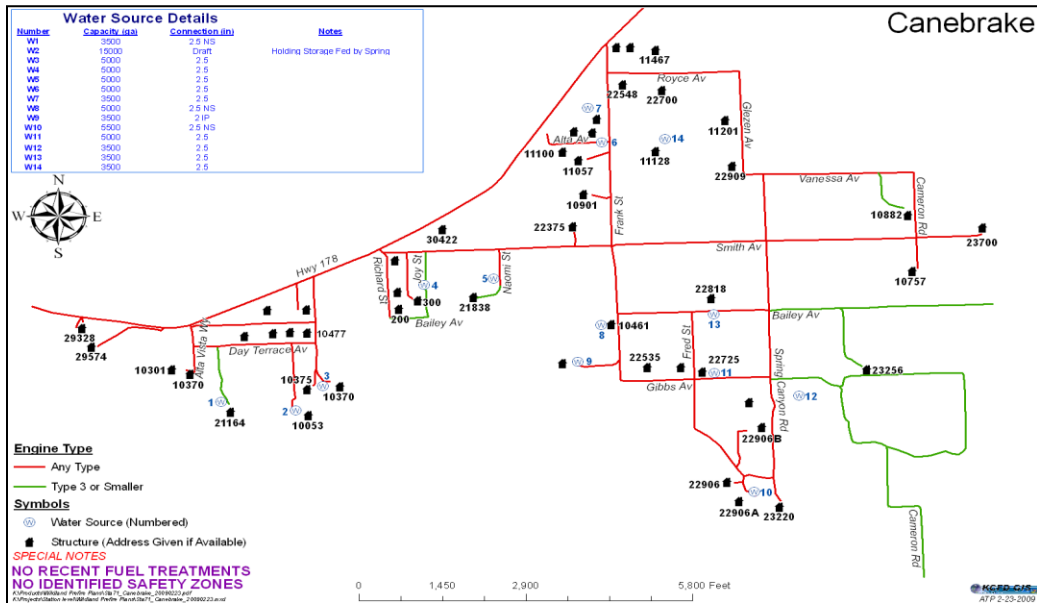 Canebrake
Water Source Details
Number Capacity (ga) Connection (in) Notes
W1 3500 2.5 NS
W2 15000 Draft Holding Storage Fed by Spring
W3 5000 2.5
W4 5000 2.5
W5 5000 2.5
W6 5000 2.5
W7 3500 2.5
W8 5000 2.5 NS
W9 3500 2 IP
W10 5500 2.5 NS
W11 5000 2.5
W12 3500 2.5
W13 3500 2.5
W14 3500 2.5
N
W E
S
11467
Royce Av
22548
22700
7
Glezen Av
11201
Alta Av
6
14
11100
11057
11128
22909
Vanessa Av
Cameron Rd
10901
Frank St
10882
22375
30422
23700
Smith Av
Hwy 178
Richard St
Joy St
Naomi St
5
4
10757
300
21838
22818
200
Bailey Av
Bailey Av
13
29328
10461
8
10477
Alta Vista Wy
Day Terrace Av
Fred St
29574
9
22535
22725
10301
10370
10375
3
10370
11
Gibbs Av
Spring Canyon Rd
23256
12
1
2
21164
10053
22906B
Engine Type
Any Type
Type 3 or Smaller
Symbols
W Water Source (Numbered)
Structure (Address Given if Available)
22906
10
22906A
23220
Cameron Rd
SPECIAL NOTES
NO RECENT FUEL TREATMENTS
NO IDENTIFIED SAFETY ZONES
0 1,450 2,900 5,800 Feet
KCFD GIS
ATP 2-23-2009